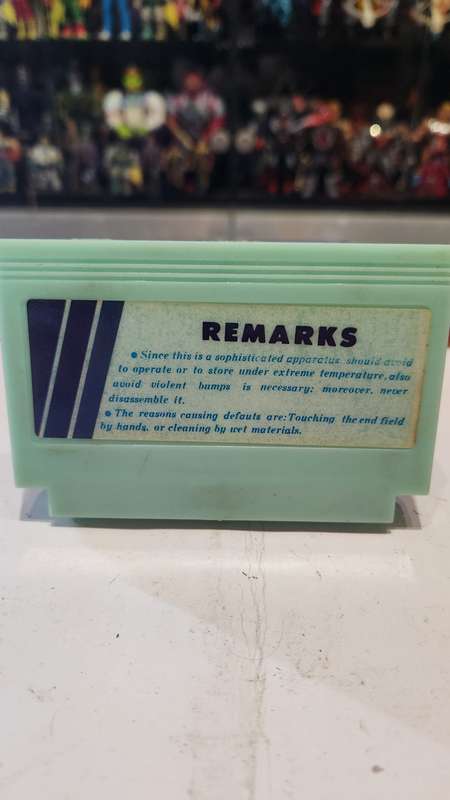 REMARKS
● Since this is a sophisticated apparatus should avoid
to operate or to store under extreme temperature, also
avoid violent bumps is necessary; moreover, never
disassemble it.
● The reasons causing defauts are: Touching the end field
by hands, or cleaning by wet materials.